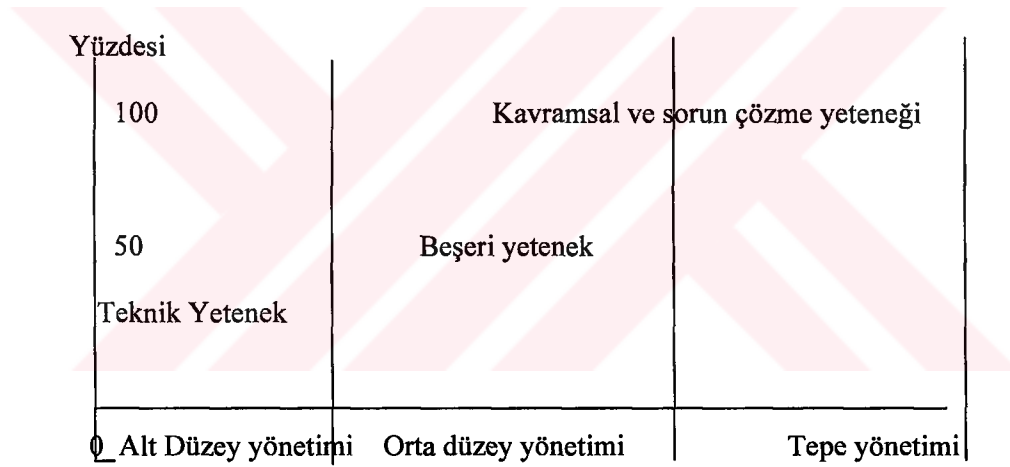 Yüzdesi
100 Kavramsal ve sorun çözme yeteneği
50 Beşeri yetenek
Teknik Yetenek
0 Alt Düzey yönetimi Orta düzey yönetimi Tepe yönetimi